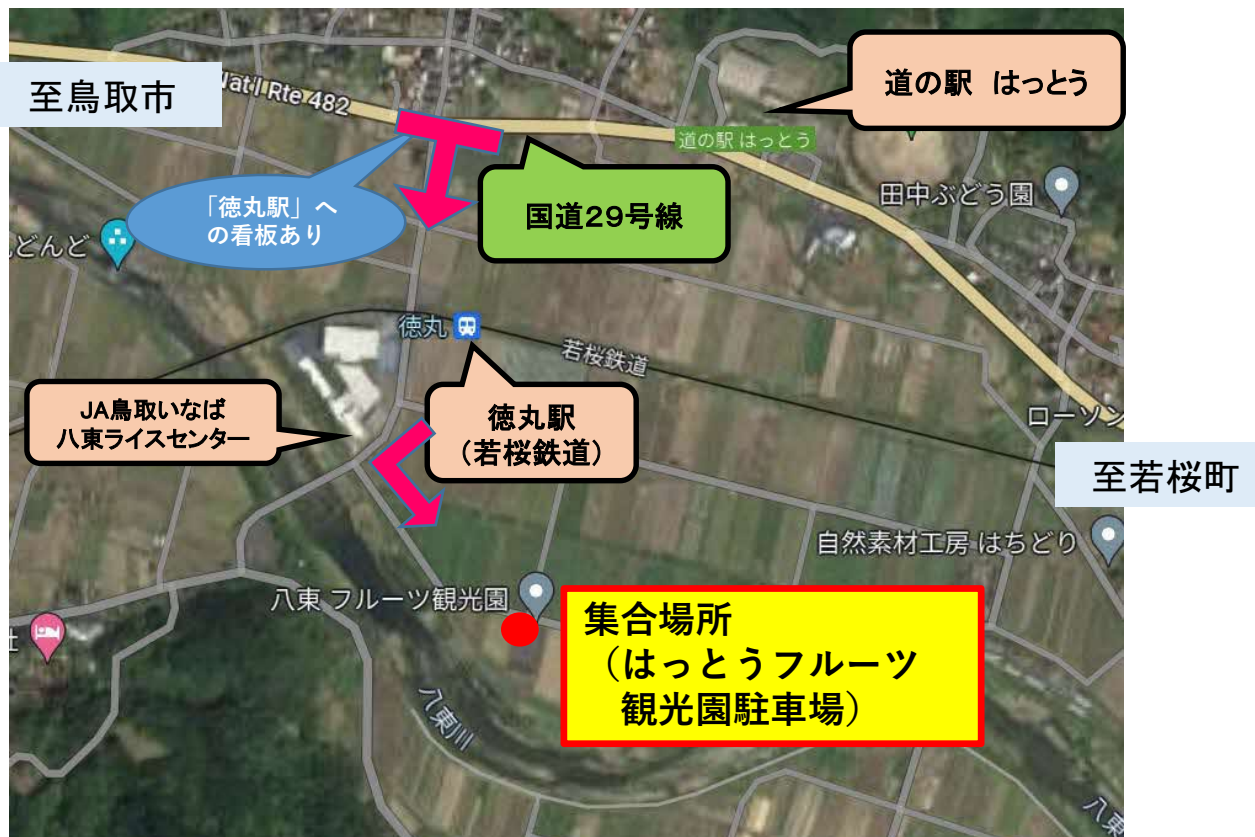 至鳥取市
Nat'l Rte 482
道の駅 はっとう
道の駅 はっとう
「徳丸駅」へ
の看板あり
国道29号線
田中ぶどう園
どんど
徳丸
若桜鉄道
JA鳥取いなば
八東ライスセンター
徳丸駅
(若桜鉄道)
ローソン
至若桜町
自然素材工房 はちどり
八東 フルーツ観光園
集合場所
(はっとうフルーツ
観光園駐車場)
社
八東川
八東